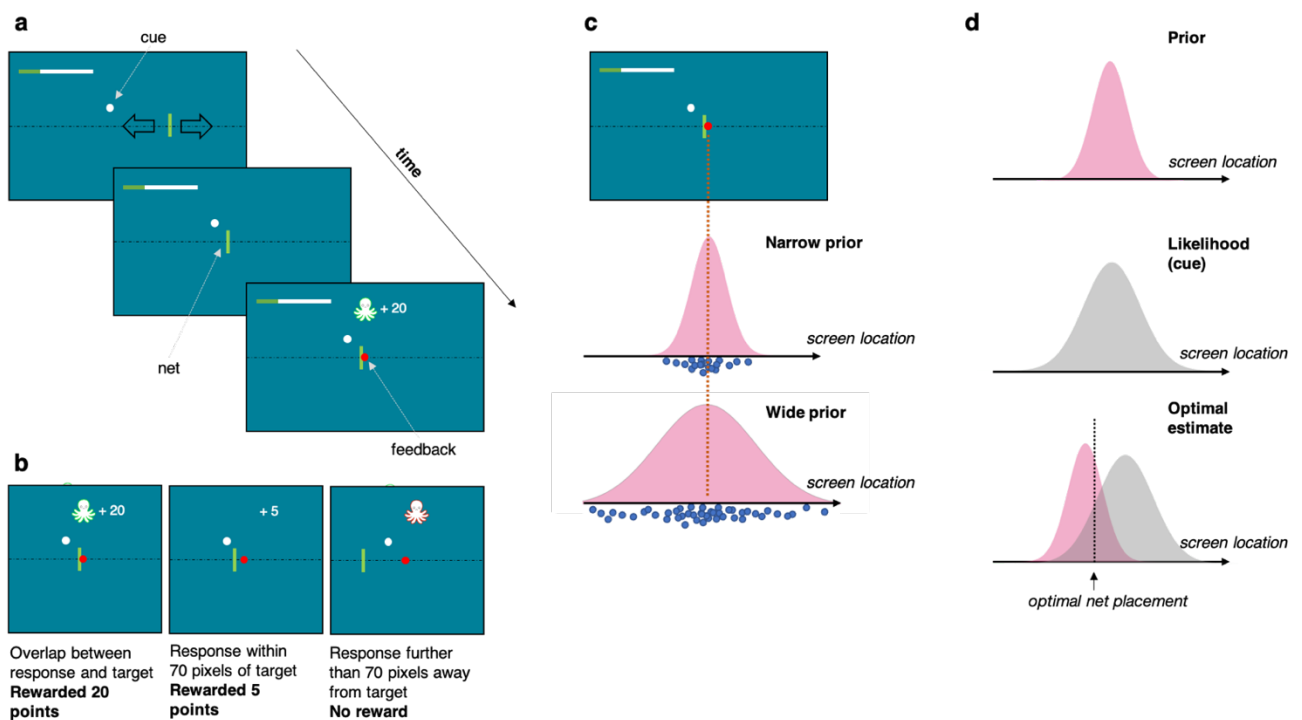 a
cue
time
+ 20
net
feedback
b
+ 20
+ 5
Overlap between
response and target
Rewarded 20
points
Response within
70 pixels of target
Rewarded 5
points
Response further
than 70 pixels away
from target
No reward
c
Narrow prior
screen location
Wide prior
screen location
d
Prior
screen location
Likelihood
(cue)
screen location
Optimal
estimate
screen location
optimal net placement